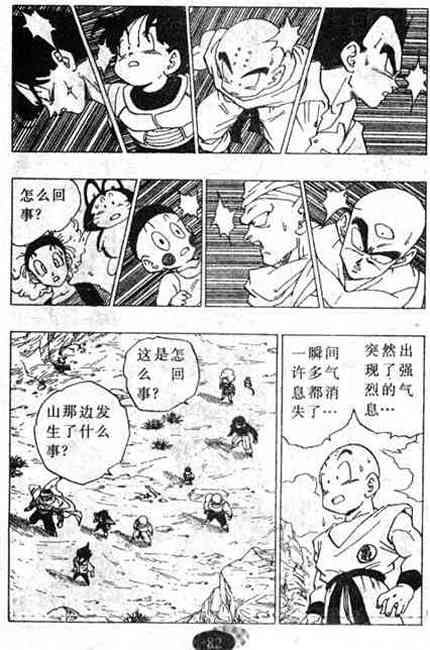 怎么回
事?
突然出
现了强
烈的气
息…
一瞬间
许多气
息都消
失了…
这是怎
么 回
事?
山那边发
生了什么
事?
82